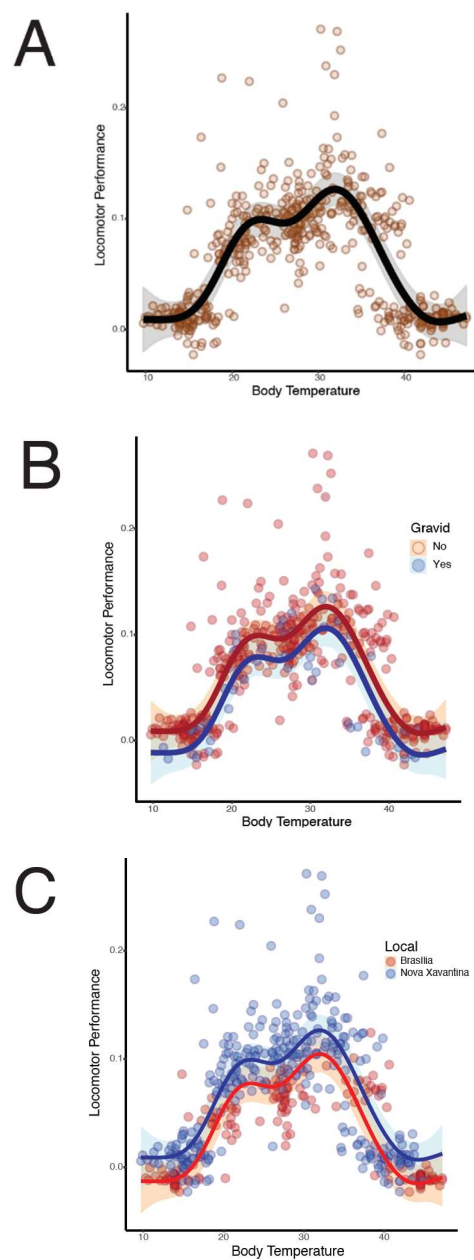 A
Locomotor Performance
0.2
0.1
0.0
10 20 30 40
Body Temperature
B
Locomotor Performance
0.2
0.1
0.0
Gravid
No
Yes
10 20 30 40
Body Temperature
C
Locomotor Performance
0.2
0.1
0.0
Local
Brasília
Nova Xavantina
10 20 30 40
Body Temperature